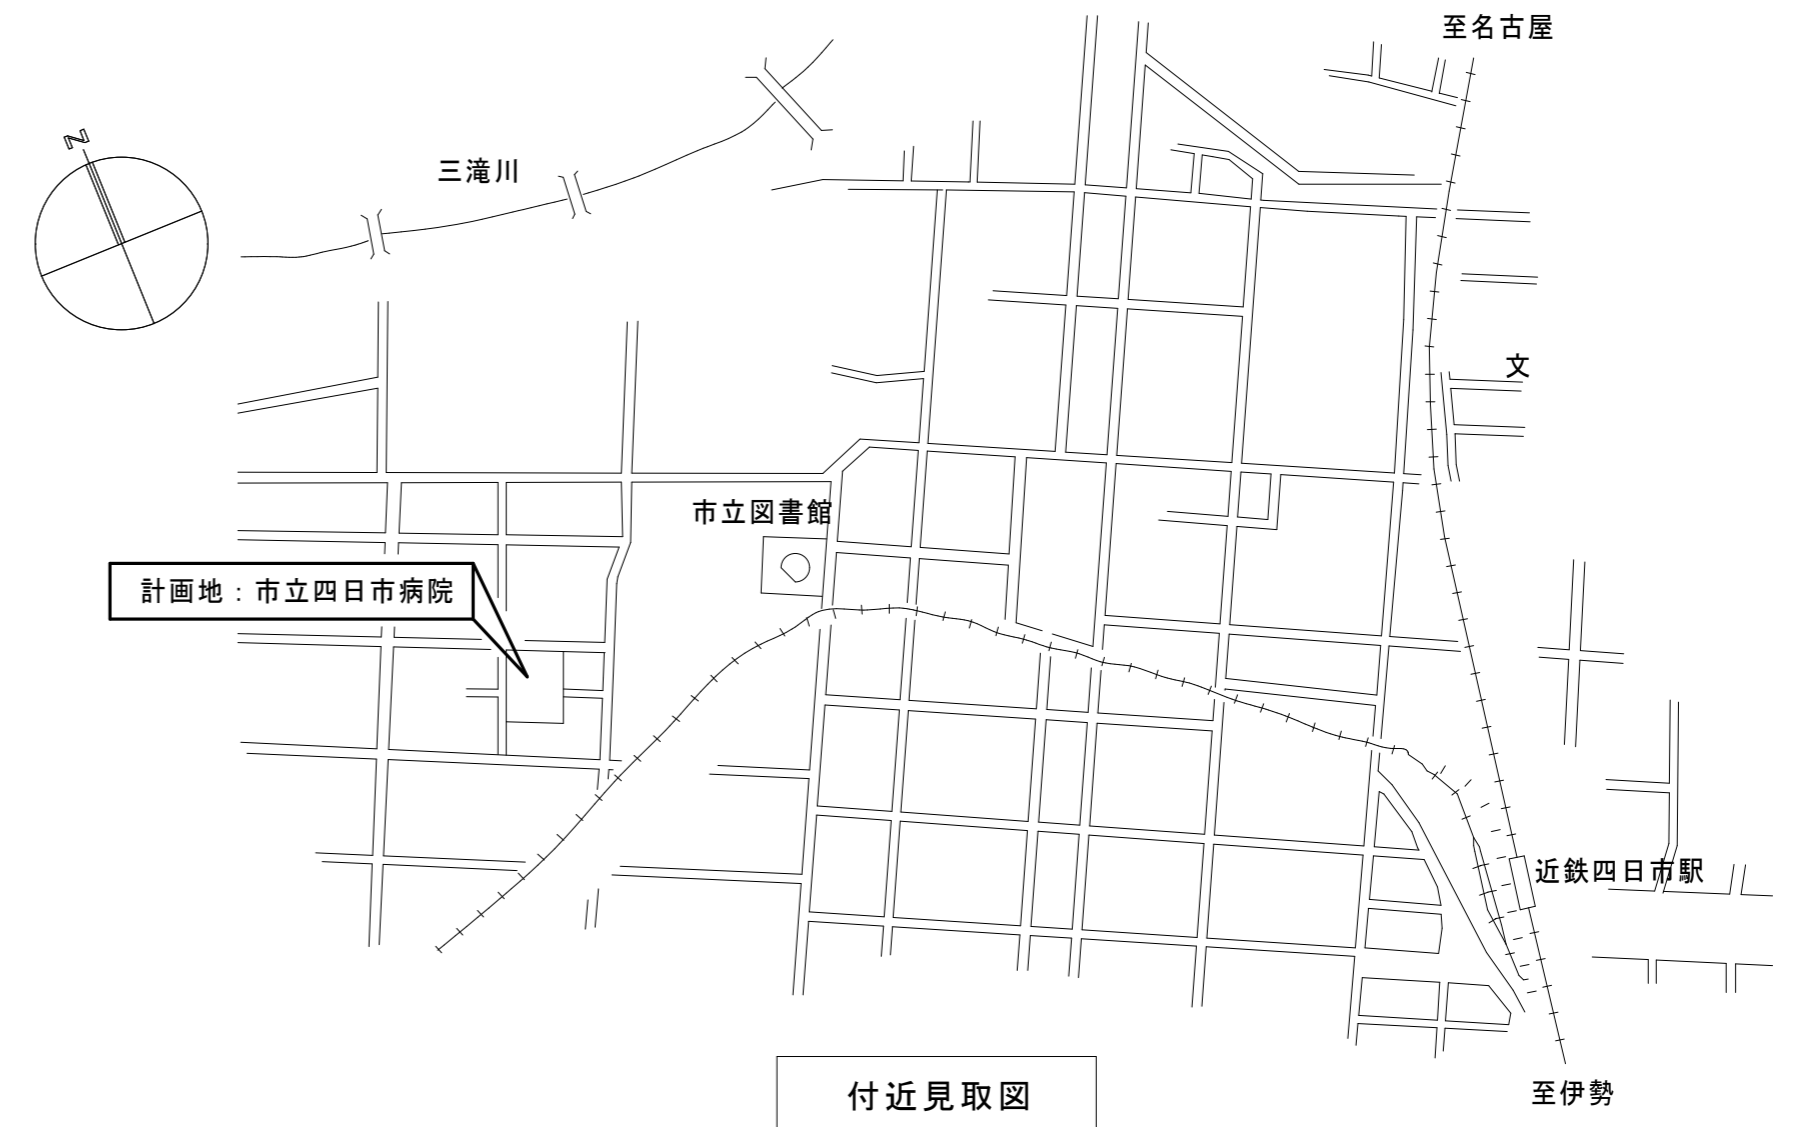 至名古屋
N
三滝川
文
市立図書館
計画地：市立四日市病院
近鉄四日市駅
至伊勢
付近見取図